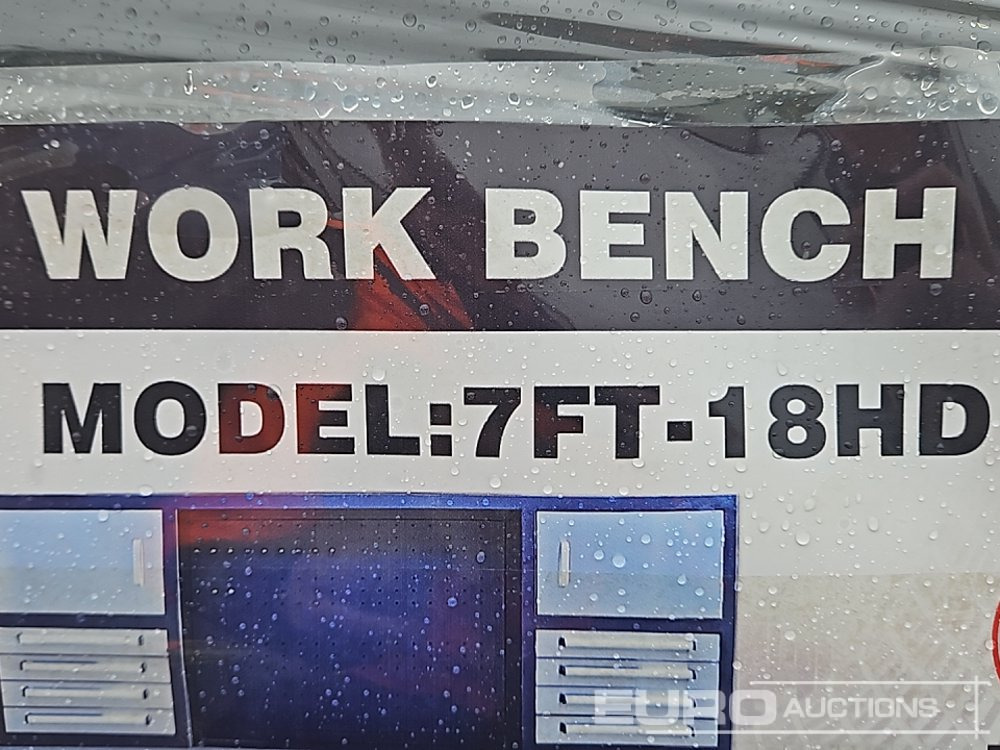 WORK BENCH
MODEL:7FT-18HD
EURO AUCTIONS